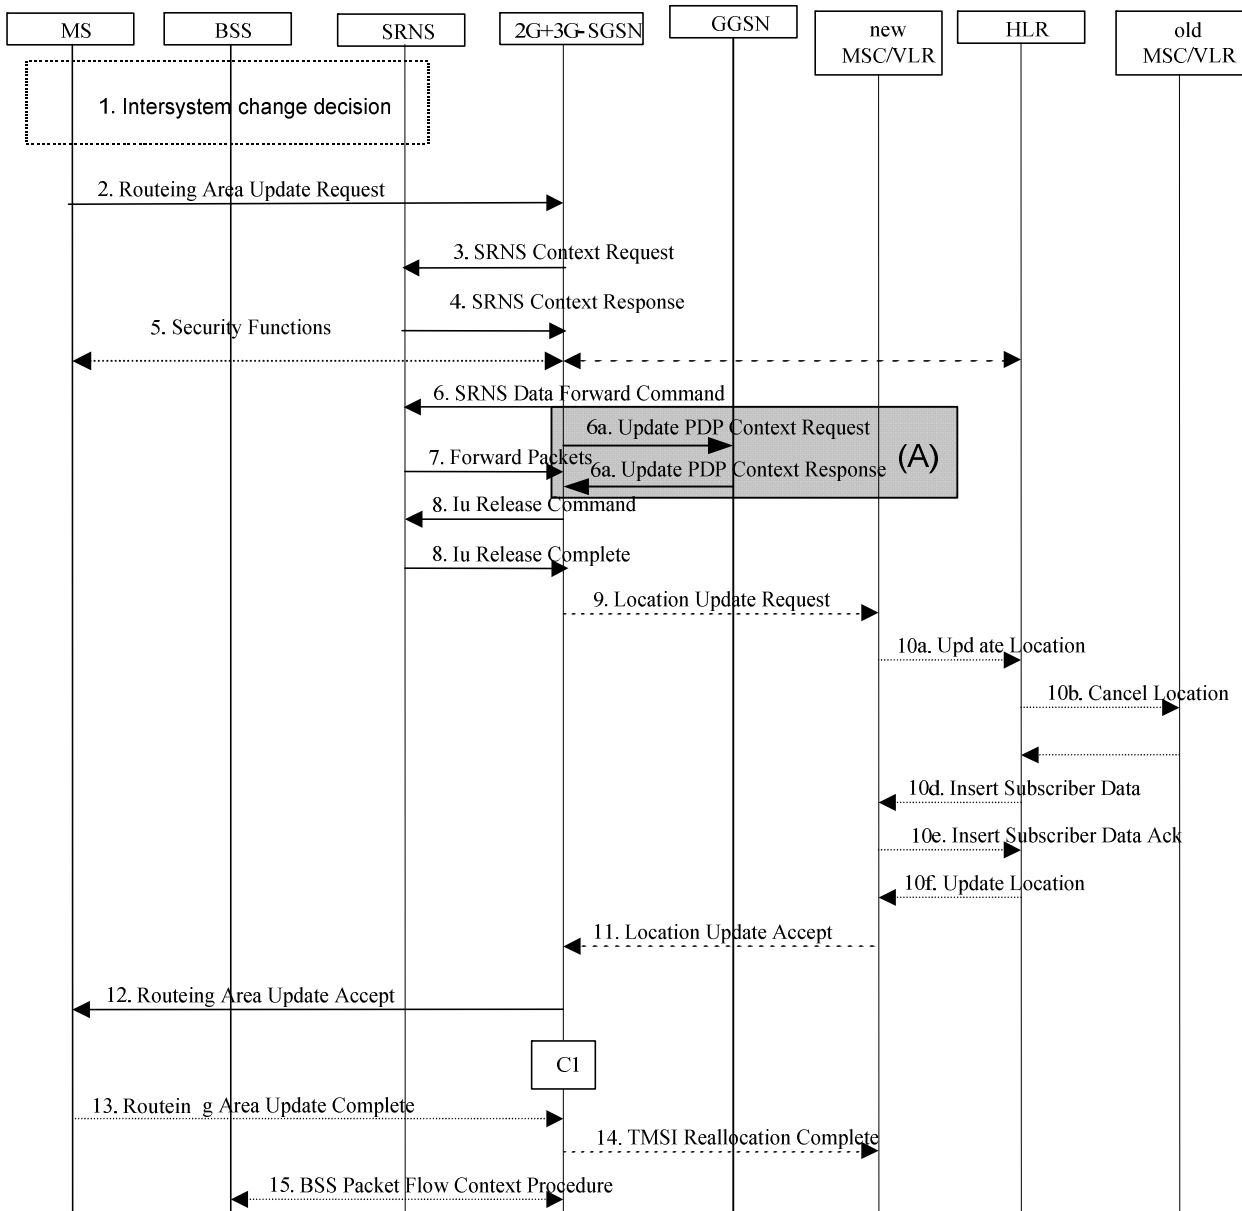 MS
BSS
SRNS
2G+3G-SGSN
GGSN
new
MSC/VLR
HLR
old
MSC/VLR
1. Intersystem change decision
2. Routeing Area Update Request
3. SRNS Context Request
4. SRNS Context Response
5. Security Functions
6. SRNS Data Forward Command
6a. Update PDP Context Request
(A)
7. Forward Packets
6a. Update PDP Context Response
8. Iu Release Command
8. Iu Release Complete
9. Location Update Request
10a. Upd ate Location
10b. Cancel Location
10d. Insert Subscriber Data
10e. Insert Subscriber Data Ack
10f. Update Location
11. Location Update Accept
12. Routeing Area Update Accept
C1
13. Routein g Area Update Complete
14. TMSI Reallocation Complete
15. BSS Packet Flow Context Procedure